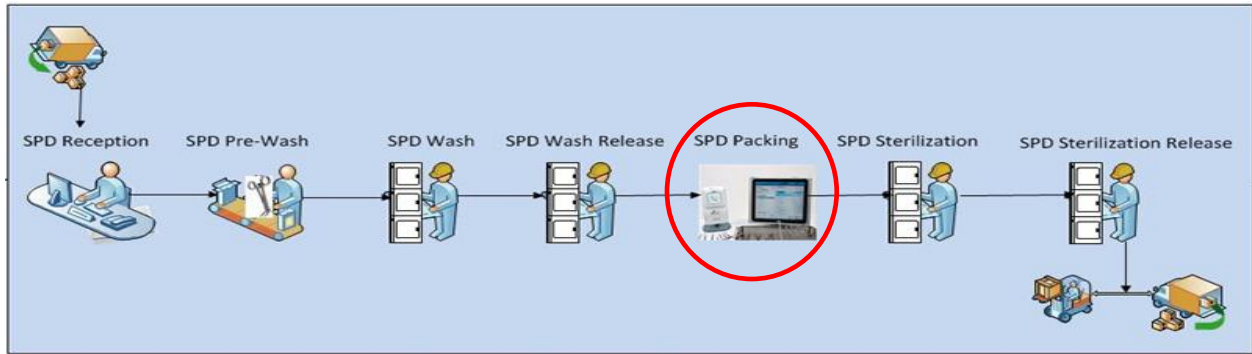 SPD Reception
SPD Pre-Wash
SPD Wash
SPD Wash Release
SPD Packing
SPD Sterilization
SPD Sterilization Release